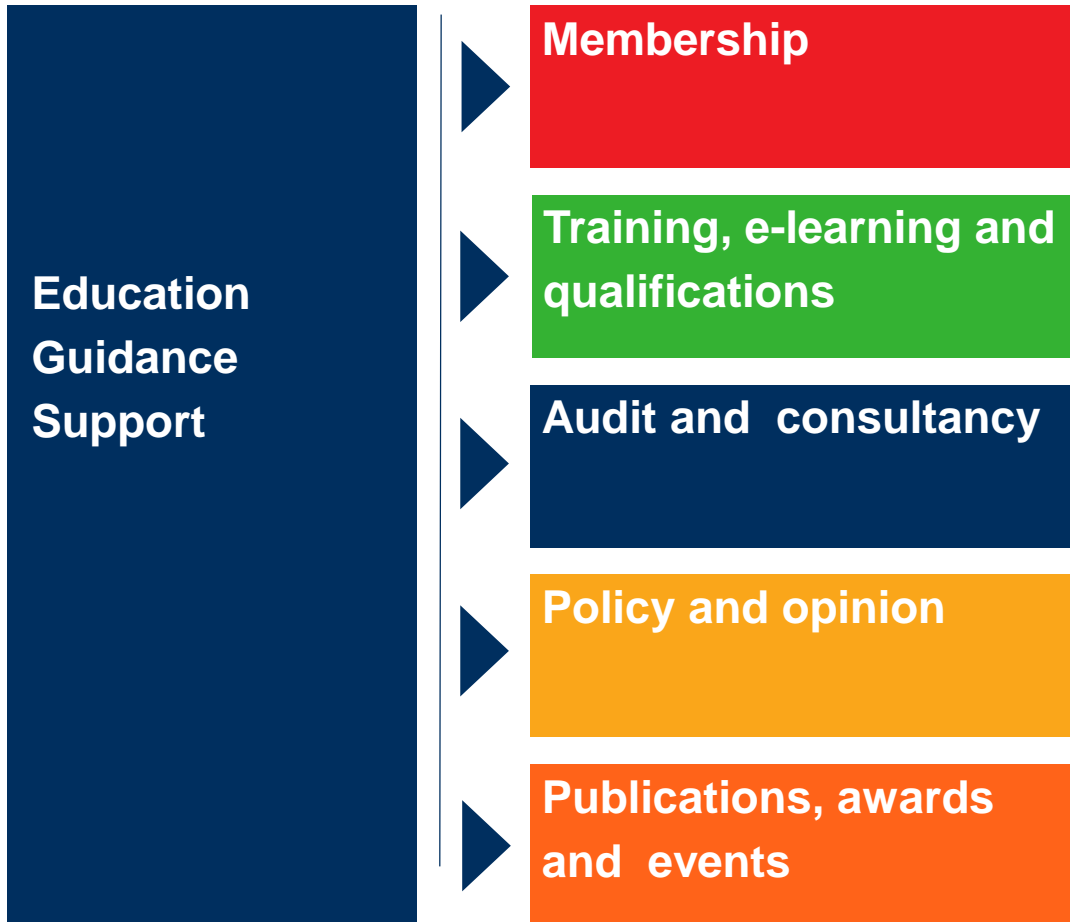 Education
Guidance
Support
Membership
Training, e-learning and
qualifications
Audit and  consultancy
Policy and opinion
Publications, awards
and  events